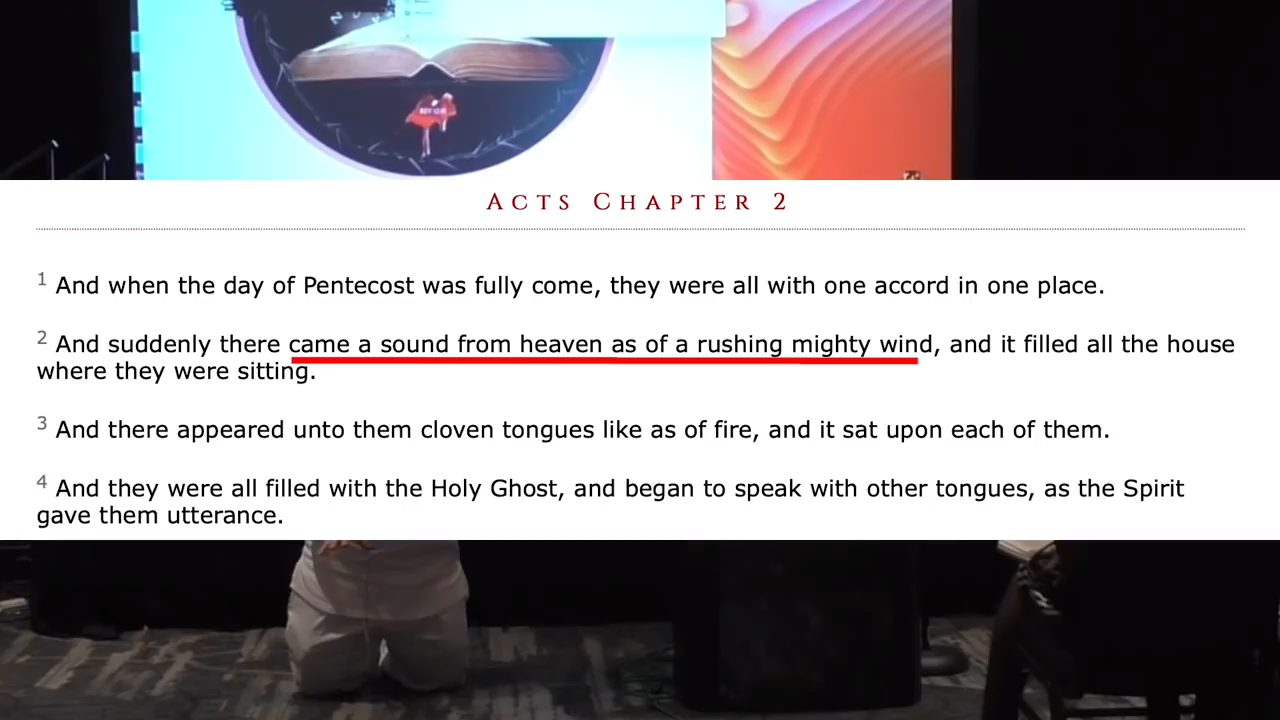 Acts Chapter 2
1 And when the day of Pentecost was fully come, they were all with one accord in one place.
2 And suddenly there came a sound from heaven as of a rushing mighty wind, and it filled all the house
where they were sitting.
3 And there appeared unto them cloven tongues like as of fire, and it sat upon each of them.
4 And they were all filled with the Holy Ghost, and began to speak with other tongues, as the Spirit
gave them utterance.